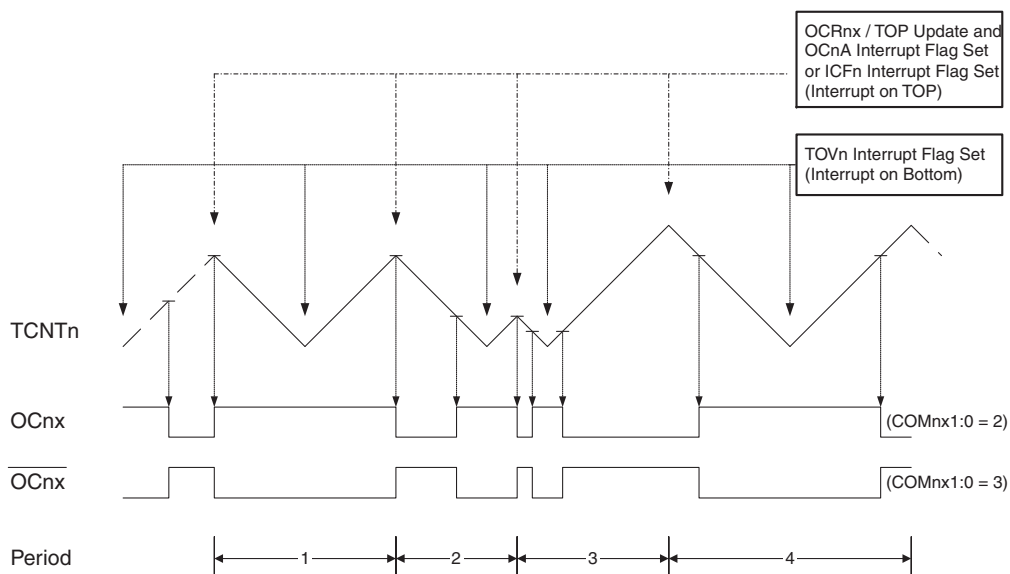 OCRnx / TOP Update and
OCnA Interrupt Flag Set
or ICFn Interrupt Flag Set
(Interrupt on TOP)
TOVn Interrupt Flag Set
(Interrupt on Bottom)
TCNTn
OCnx
(COMnx1:0 = 2)
OCnx
(COMnx1:0 = 3)
Period
1
2
3
4